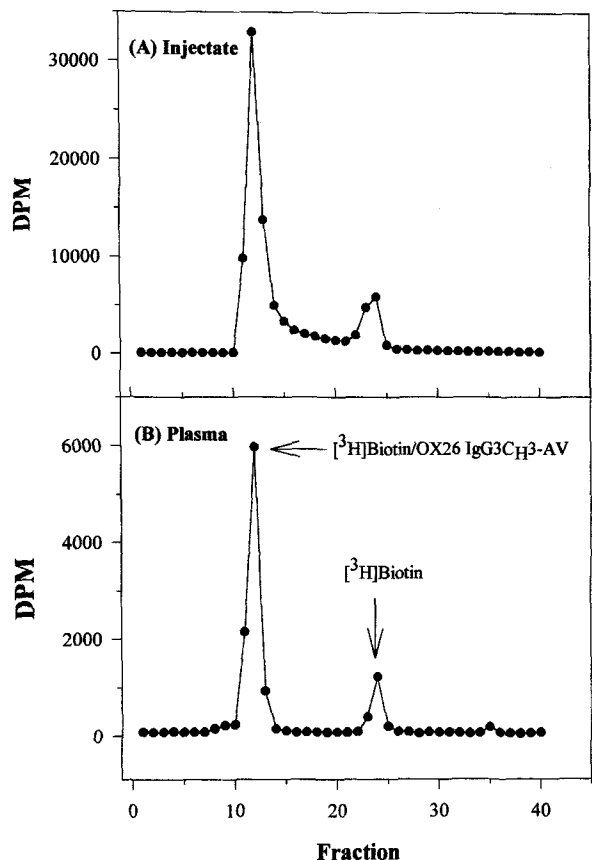 (A) Injectate
30000
20000
10000
0
DPM
(B) Plasma
[³H]Biotin/OX26 IgG3C_H3-AV
[³H]Biotin
6000
4000
2000
0
DPM
0 10 20 30 40
Fraction